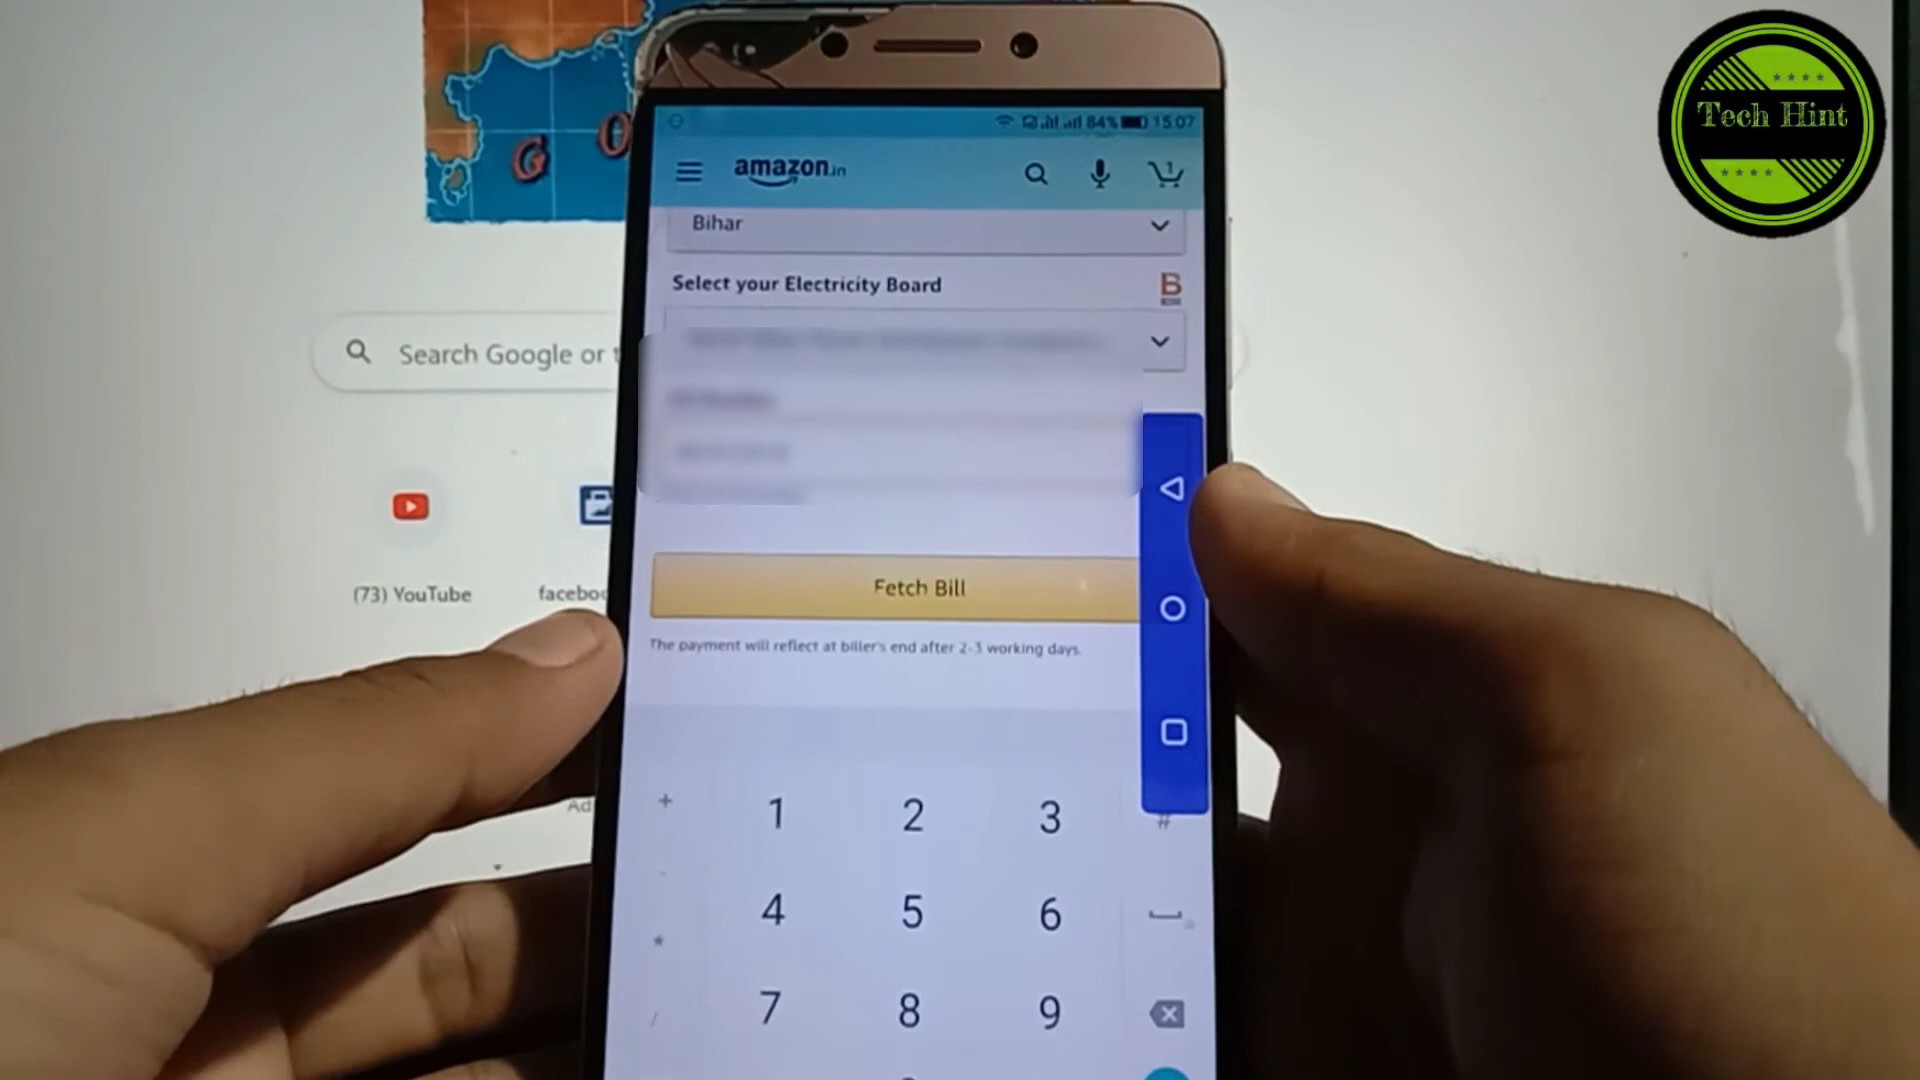 Tech Hint
G O
84% 15:07
amazon.in
1
Bihar
Select your Electricity Board
B
Search Google or t
Fetch Bill
(73) YouTube
faceboo
The payment will reflect at biller's end after 2-3 working days.
Ad
+ 1 2 3 #
4 5 6
*
/ 7 8 9